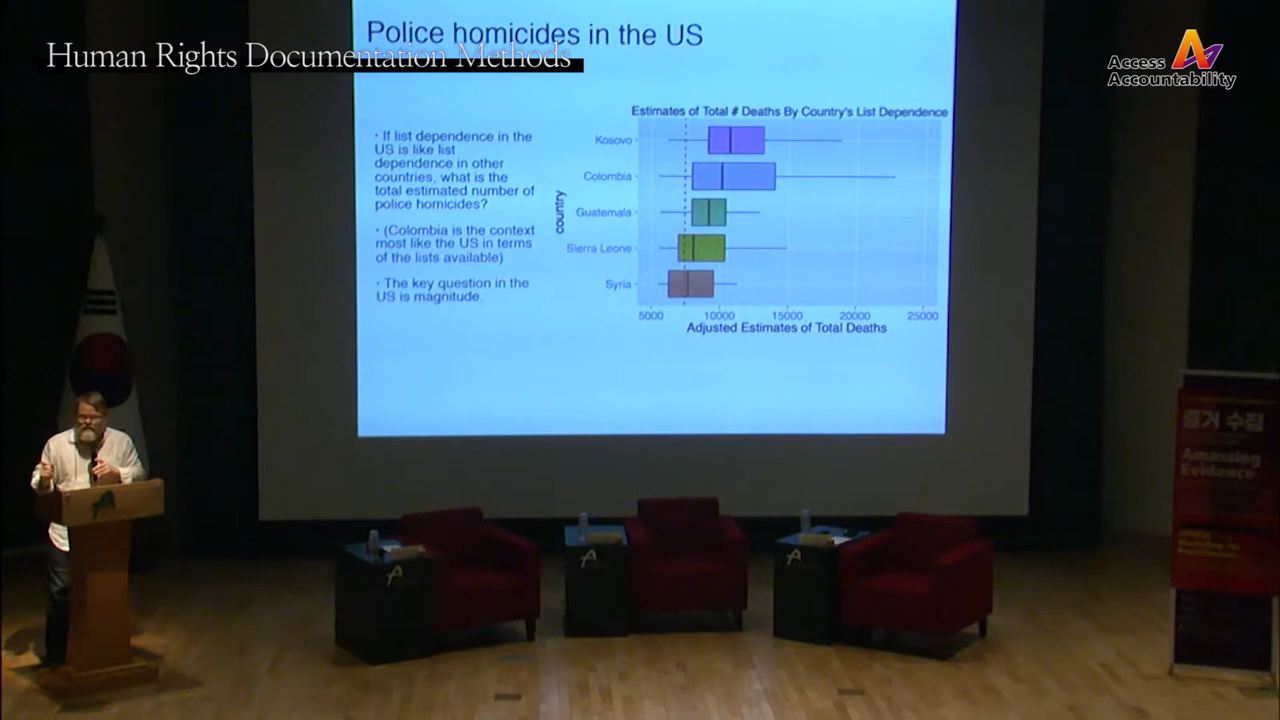 Police homicides in the US
Human Rights Documentation Methods
Access
Accountability
Estimates of Total # Deaths By Country's List Dependence
· If list dependence in the
US is like list
dependence in other
countries, what is the
total estimated number of
police homicides?
· (Colombia is the context
most like the US in terms
of the lists available)
· The key question in the
US is magnitude.
country
Kosovo
Colombia
Guatemala
Sierra Leone
Syria
5000 10000 15000 20000 25000
Adjusted Estimates of Total Deaths
증거 수집
Amassing
Evidence